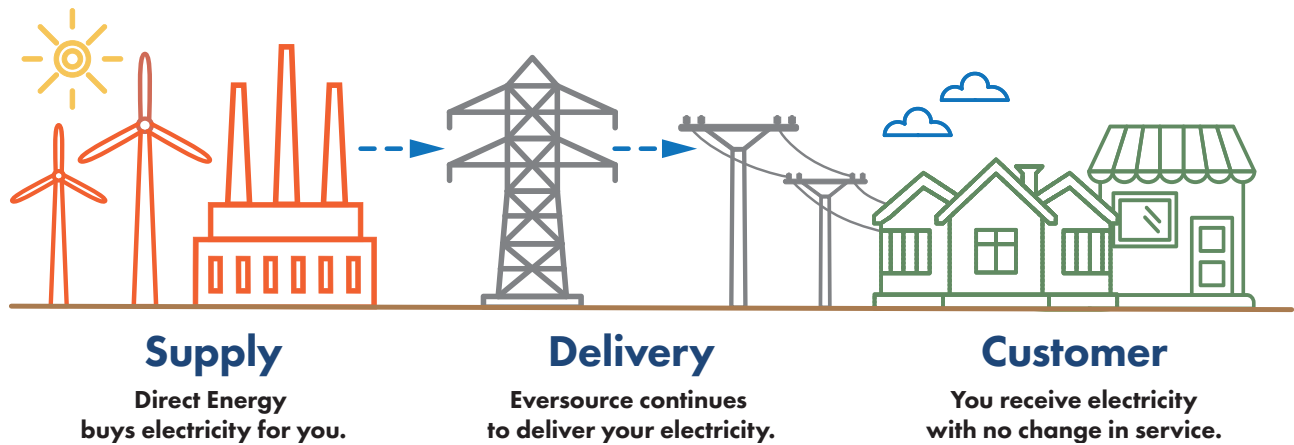 Supply
Direct Energy
buys electricity for you.
Delivery
Eversource continues
to deliver your electricity.
Customer
You receive electricity
with no change in service.